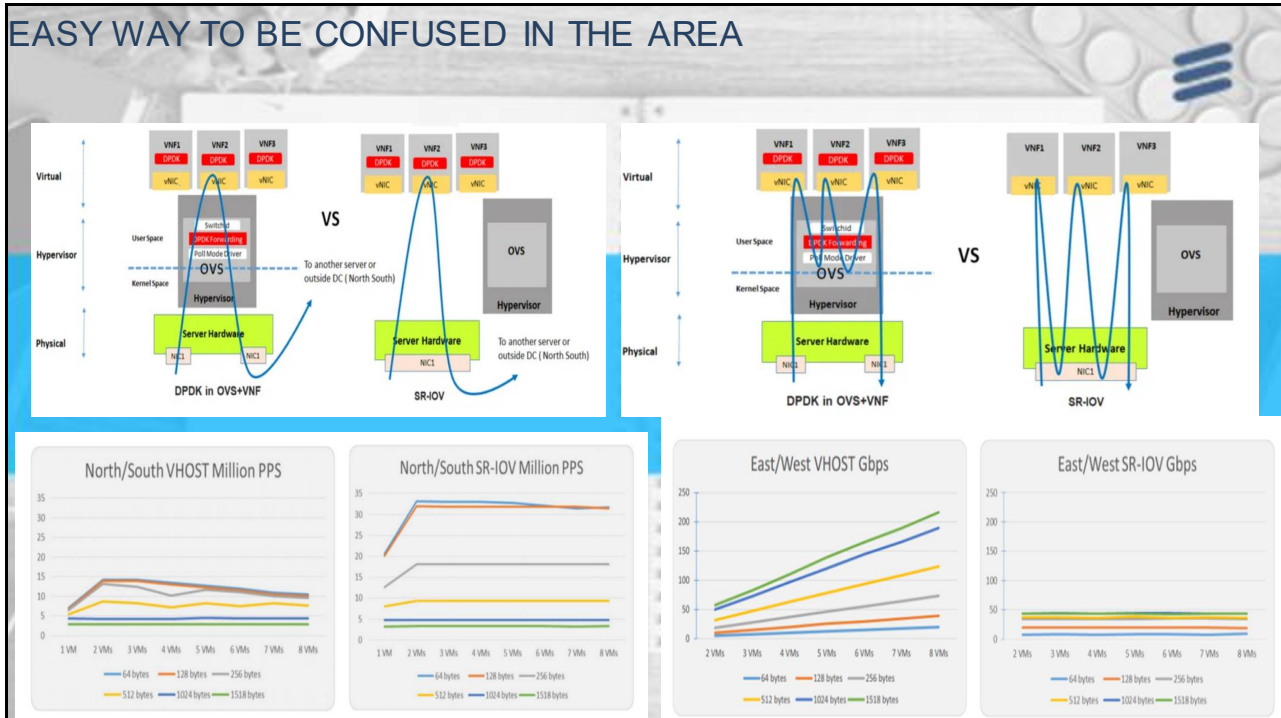 EASY WAY TO BE CONFUSED IN THE AREA
Virtual
Hypervisor
Physical
VNF1 VNF2 VNF3
DPDK DPDK DPDK
vNIC vNIC vNIC
User Space
Kernel Space
Switchid
DPDK Forwarding
Poll Mode Driver
OVS
Hypervisor
Server Hardware
NIC1 NIC1
DPDK in OVS+VNF
To another server or
outside DC ( North South)
VS
VNF1 VNF2 VNF3
DPDK DPDK DPDK
vNIC vNIC vNIC
OVS
Hypervisor
Server Hardware
NIC1
SR-IOV
To another server or
outside DC ( North South)
Virtual
Hypervisor
Physical
VNF1 VNF2 VNF3
DPDK DPDK DPDK
vNIC vNIC vNIC
User Space
Kernel Space
Switchid
DPDK Forwarding
Poll Mode Driver
OVS
Hypervisor
Server Hardware
NIC1 NIC1
DPDK in OVS+VNF
VS
VNF1 VNF2 VNF3
vNIC vNIC vNIC
OVS
Hypervisor
Server Hardware
NIC1
SR-IOV
North/South VHOST Million PPS
35
30
25
20
15
10
5
0
1 VM 2 VMs 3 VMs 4 VMs 5 VMs 6 VMs 7 VMs 8 VMs
64 bytes 128 bytes 256 bytes
512 bytes 1024 bytes 1518 bytes
North/South SR-IOV Million PPS
35
30
25
20
15
10
5
0
1 VM 2 VMs 3 VMs 4 VMs 5 VMs 6 VMs 7 VMs 8 VMs
64 bytes 128 bytes 256 bytes
512 bytes 1024 bytes 1518 bytes
East/West VHOST Gbps
250
200
150
100
50
0
2 VMs 3 VMs 4 VMs 5 VMs 6 VMs 7 VMs 8 VMs
64 bytes 128 bytes 256 bytes
512 bytes 1024 bytes 1518 bytes
East/West SR-IOV Gbps
250
200
150
100
50
0
2 VMs 3 VMs 4 VMs 5 VMs 6 VMs 7 VMs 8 VMs
64 bytes 128 bytes 256 bytes
512 bytes 1024 bytes 1518 bytes